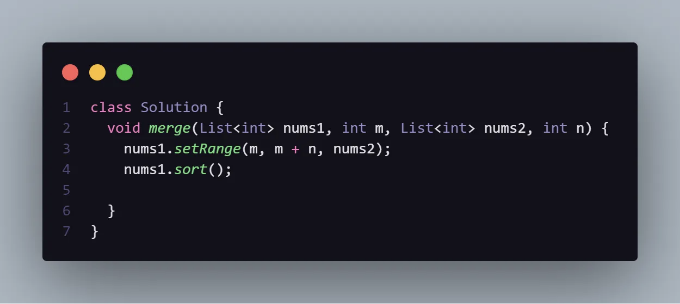 1 class Solution {
2 void merge(List<int> nums1, int m, List<int> nums2, int n) {
3 nums1.setRange(m, m + n, nums2);
4 nums1.sort();
5
6 }
7 }